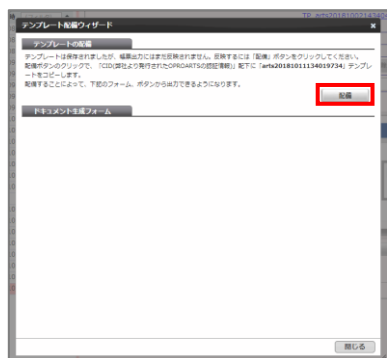 TP_arts2018100214340
テンプレート配備ウィザード
テンプレートの配備
テンプレートは保存されましたが、帳票出力にはまだ反映されません。反映するには「配備」ボタンをクリックしてください。
配備ボタンのクリックで、「CID(弊社より発行されたOPROARTSの認証情報)」配下に「arts20181011134019734」テンプレ
ートをコピーします。
配備することによって、下記のフォーム、ボタンから出力できるようになります。
配備
ドキュメント生成フォーム
閉じる